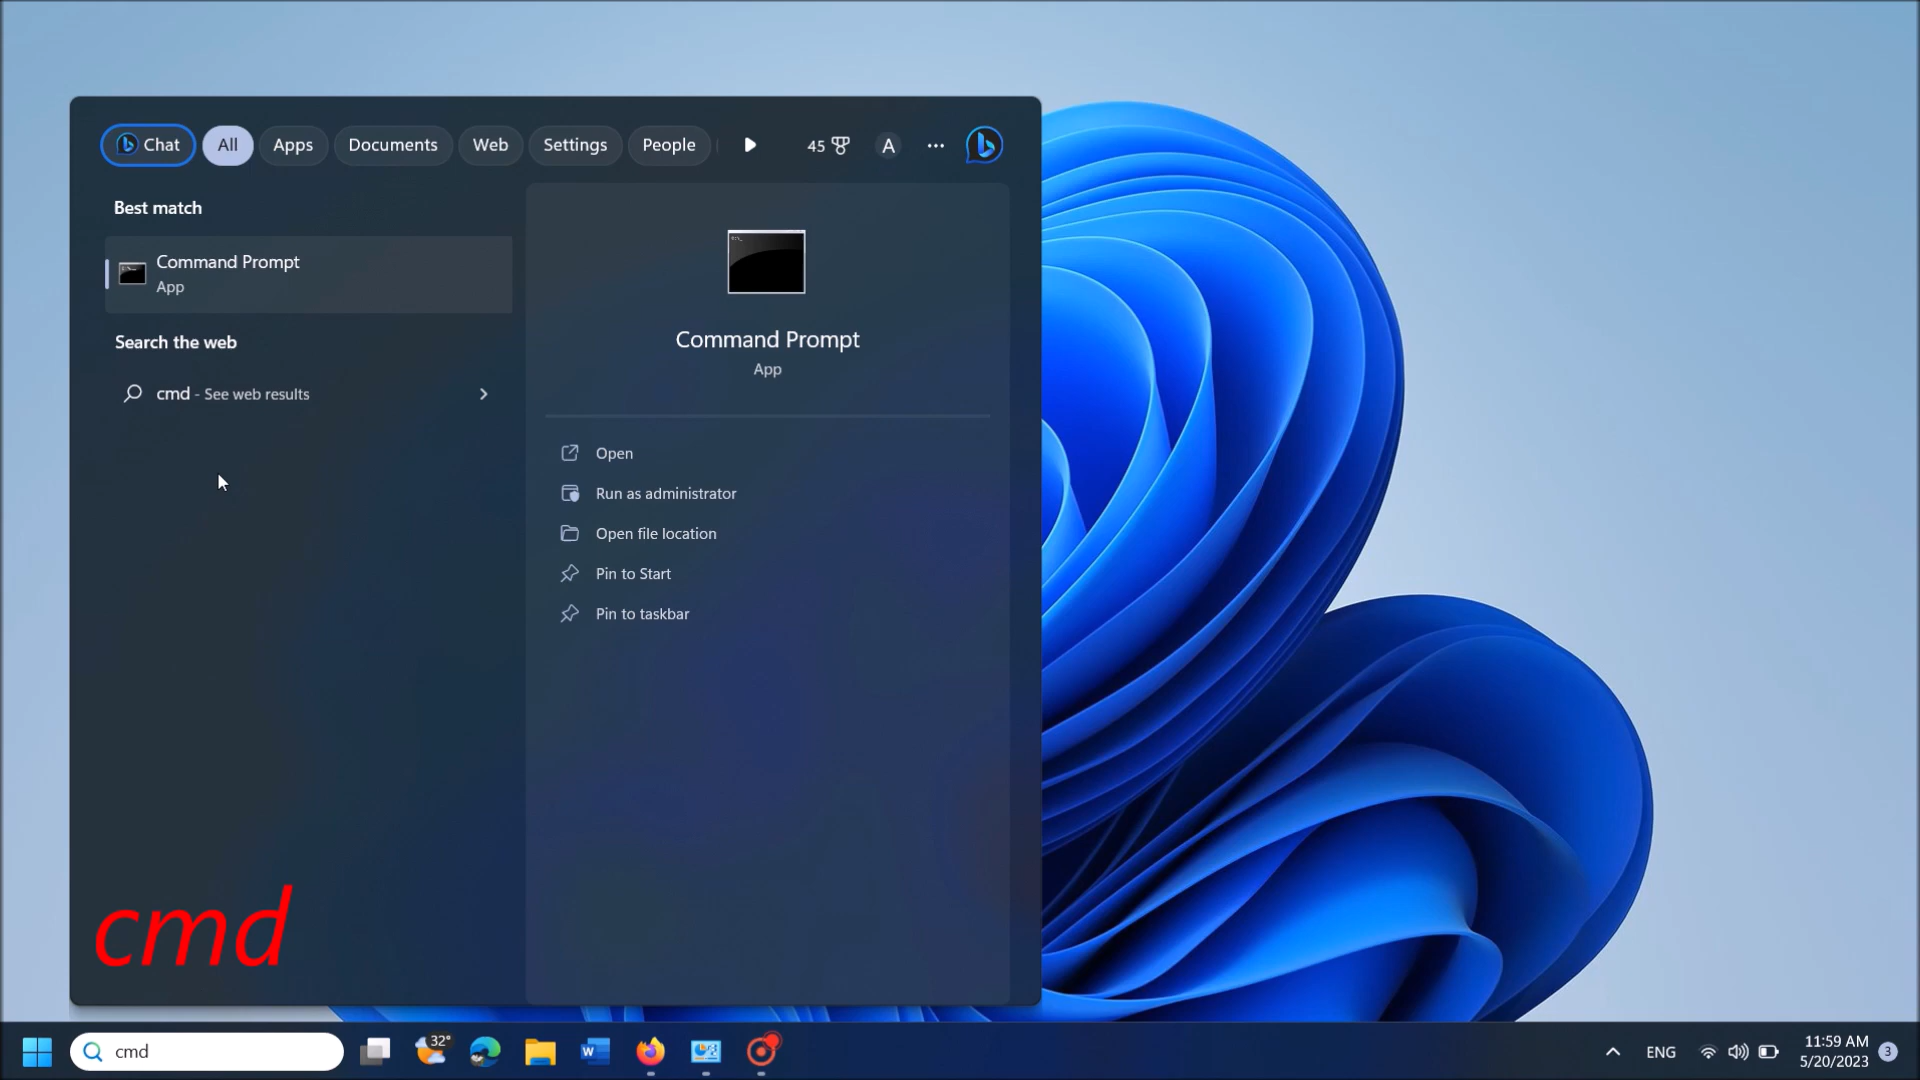 Chat All Apps Documents Web Settings People 45 A
Best match
Command Prompt
App
Search the web
cmd - See web results
Command Prompt
App
Open
Run as administrator
Open file location
Pin to Start
Pin to taskbar
cmd
cmd
32°
ENG
11:59 AM
5/20/2023
3